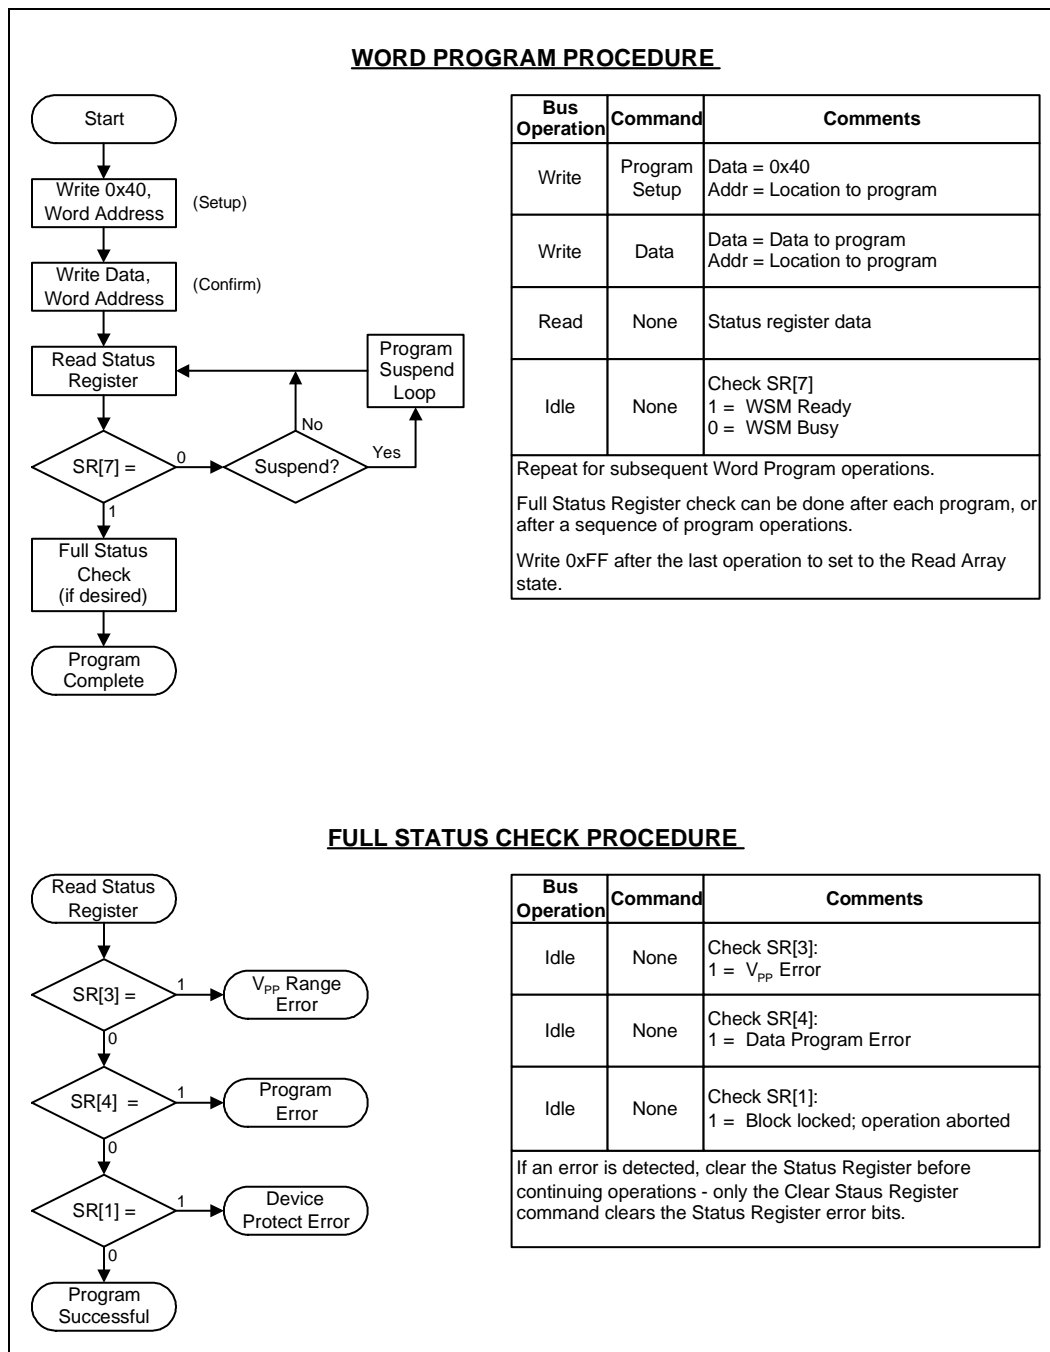 WORD PROGRAM PROCEDURE
Start
Write 0x40,
Word Address
(Setup)
Write Data,
Word Address
(Confirm)
Read Status
Register
Program
Suspend
Loop
No
Yes
SR[7] =
0
Suspend?
1
Full Status
Check
(if desired)
Program
Complete
Bus
Operation
Command
Comments
Write
Program
Setup
Data = 0x40
Addr = Location to program
Write
Data
Data = Data to program
Addr = Location to program
Read
None
Status register data
Idle
None
Check SR[7]
1 = WSM Ready
0 = WSM Busy
Repeat for subsequent Word Program operations.
Full Status Register check can be done after each program, or
after a sequence of program operations.
Write 0xFF after the last operation to set to the Read Array
state.
FULL STATUS CHECK PROCEDURE
Read Status
Register
SR[3] =
1
VPP Range
Error
0
SR[4] =
1
Program
Error
0
SR[1] =
1
Device
Protect Error
0
Program
Successful
Bus
Operation
Command
Comments
Idle
None
Check SR[3]:
1 = VPP Error
Idle
None
Check SR[4]:
1 = Data Program Error
Idle
None
Check SR[1]:
1 = Block locked; operation aborted
If an error is detected, clear the Status Register before
continuing operations - only the Clear Staus Register
command clears the Status Register error bits.